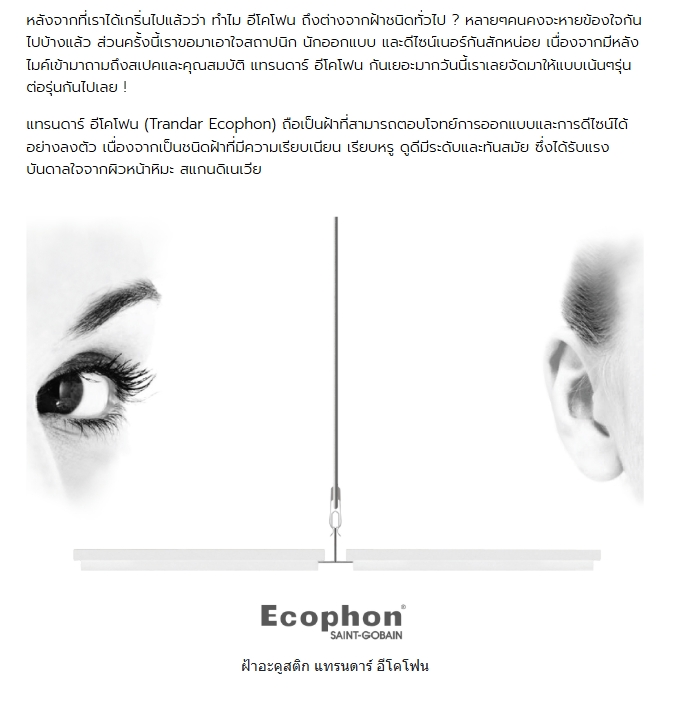 หลังจากที่เราได้เกริ่นไปแล้วว่า ทำไม อีโคโฟน ถึงต่างจากฝ้าชนิดทั่วไป ? หลายๆคนคงจะหายข้องใจกัน
ไปบ้างแล้ว ส่วนครั้งนี้เราขอมาเอาใจสถาปนิก นักออกแบบ และดีไซน์เนอร์กันสักหน่อย เนื่องจากมีหลัง
ไมค์เข้ามาถามถึงสเปคและคุณสมบัติ แทรนดาร์ อีโคโฟน กันเยอะมากวันนี้เราเลยจัดมาให้แบบเน้นๆรุ่น
ต่อรุ่นกันไปเลย !
แทรนดาร์ อีโคโฟน (Trandar Ecophon) ถือเป็นฝ้าที่สามารถตอบโจทย์การออกแบบและการดีไซน์ได้
อย่างลงตัว เนื่องจากเป็นชนิดฝ้าที่มีความเรียบเนียน เรียบหรู ดูดีมีระดับและทันสมัย ซึ่งได้รับแรง
บันดาลใจจากผิวหน้าหิมะ สแกนดิเนเวีย
Ecophon®
SAINT-GOBAIN
ฝ้าอะคูสติก แทรนดาร์ อีโคโฟน